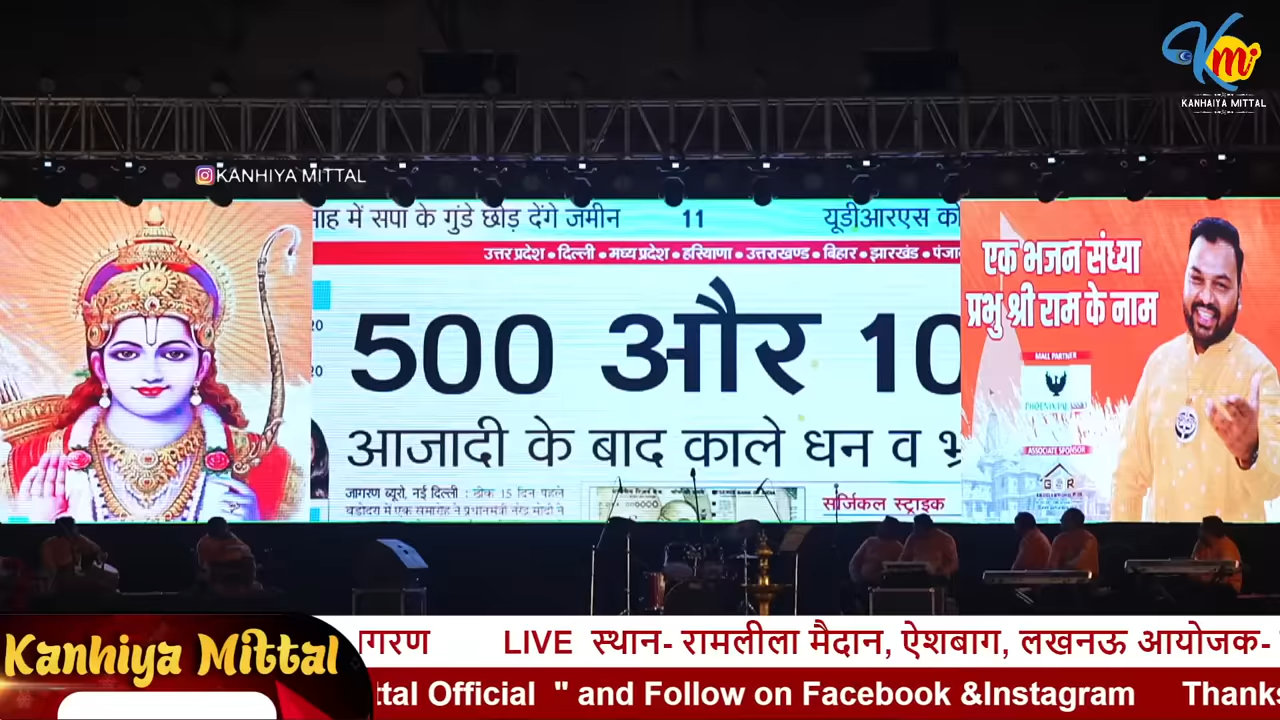 Km
KANHAIYA MITTAL
KANHIYA MITTAL
माह में सपा के गुंडे छोड़ देंगे जमीन 11 यूडीआरएस को
उत्तर प्रदेश • दिल्ली • मध्य प्रदेश • हरियाणा • उत्तराखण्ड • बिहार • झारखंड • पंजा
500 और 10
आजादी के बाद काले धन व भ्र
जागरण ब्यूरो, नई दिल्ली : ठीक 15 दिन पहले
वडोदरा में एक समारोह में प्रधानमंत्री नरेंद्र मोदी ने
सर्जिकल स्ट्राइक
एक भजन संध्या
प्रभु श्री राम के नाम
MALL PARTNER
ASSOCIATE SPONSOR
Kanhiya Mittal
गरण LIVE स्थान- रामलीला मैदान, ऐशबाग, लखनऊ आयोजक-
ttal Official " and Follow on Facebook &Instagram Thanks